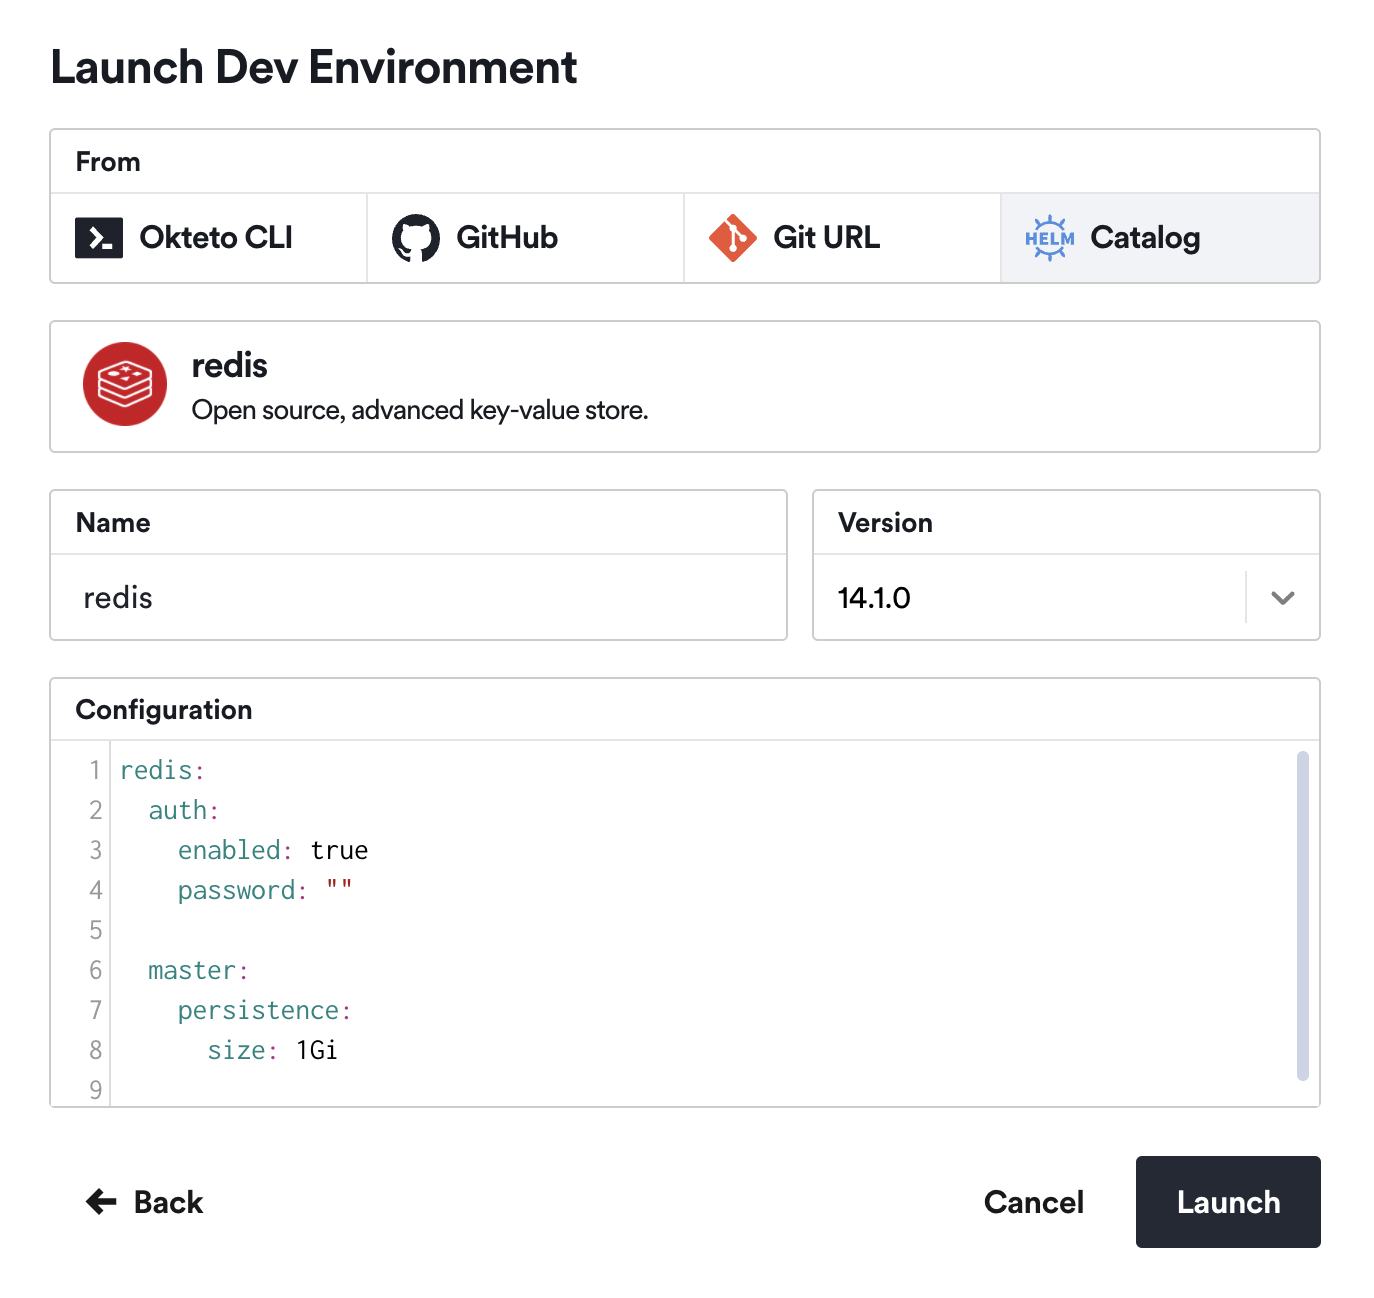 Launch Dev Environment
From
Okteto CLI
GitHub
Git URL
HELM Catalog
redis
Open source, advanced key-value store.
Name
Version
redis
14.1.0
Configuration
1 redis:
2   auth:
3     enabled: true
4     password: ""
5
6   master:
7     persistence:
8       size: 1Gi
9
Back
Cancel
Launch